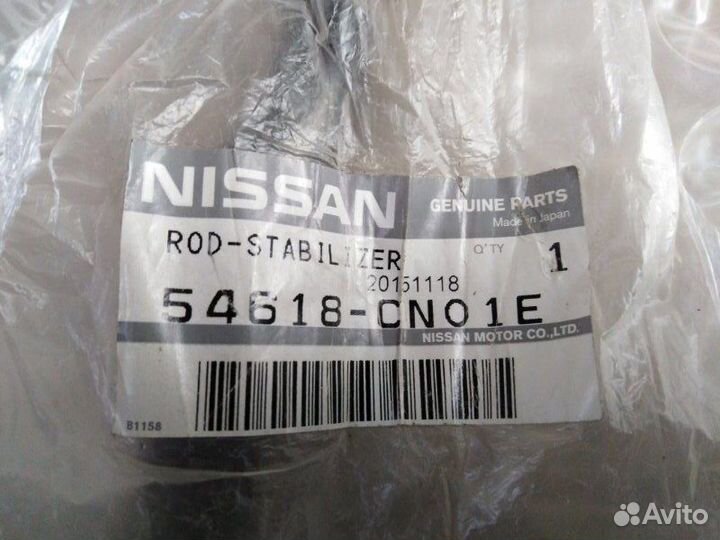 NISSAN
GENUINE PARTS
Made in Japan
ROD-STABILIZER
Q'TY
1
20151118
54618-CN01E
NISSAN MOTOR CO.,LTD.
B1158
Avito